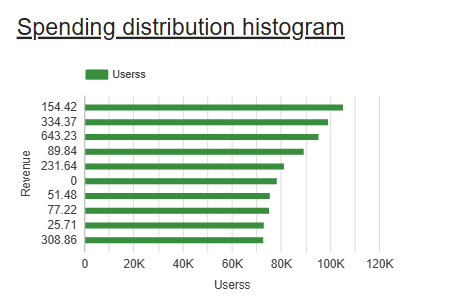 Spending distribution histogram
Userss
154.42
334.37
643.23
89.84
231.64
0
51.48
77.22
25.71
308.86
Revenue
0 20K 40K 60K 80K 100K 120K
Userss